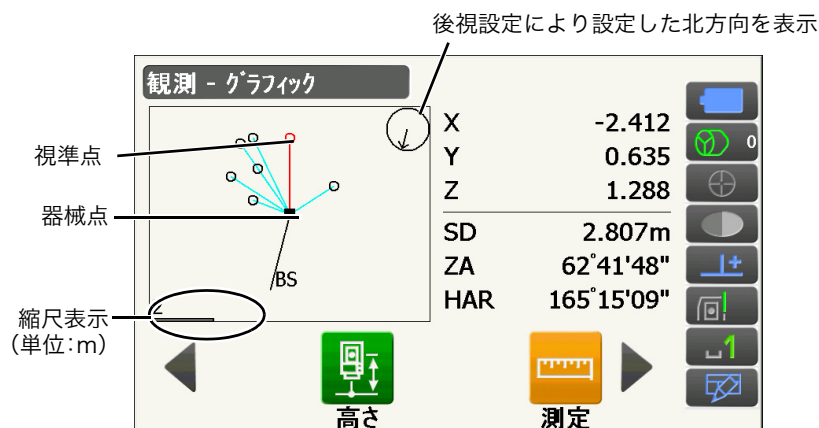 後視設定により設定した北方向を表示
観測 - グラフィック
視準点
器械点
縮尺表示
(単位:m)
BS
2
X -2.412
Y 0.635
Z 1.288
SD 2.807m
ZA 62°41'48"
HAR 165°15'09"
0
1
高さ
測定